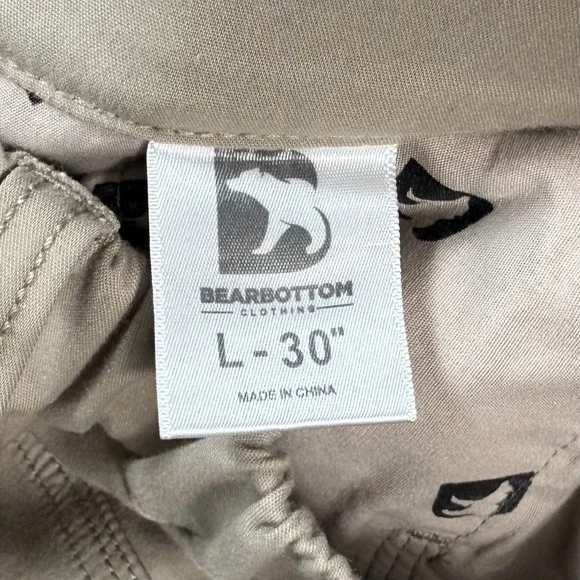 B
BEARBOTTOM
CLOTHING
L - 30"
MADE IN CHINA